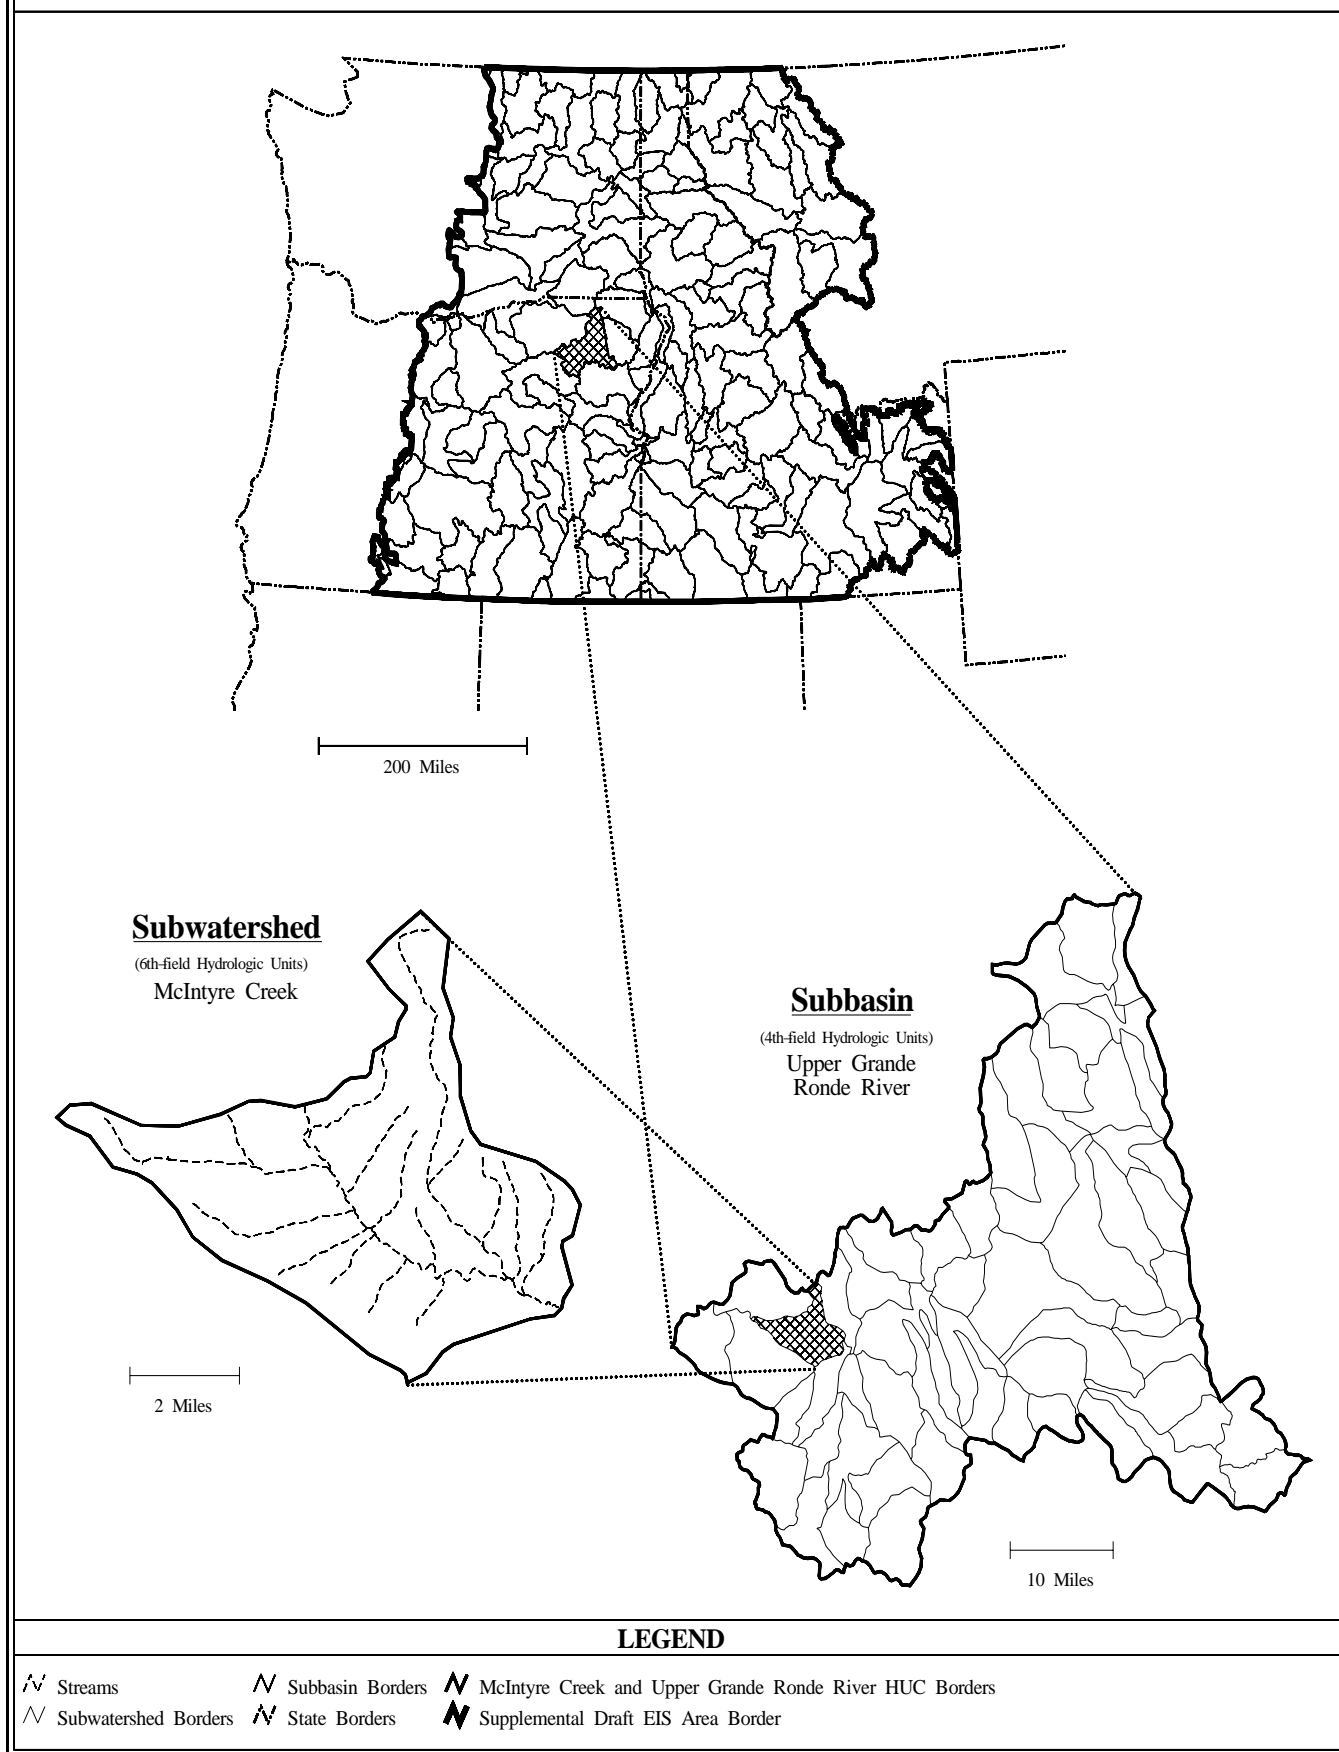 200 Miles
Subwatershed
(6th-field Hydrologic Units)
McIntyre Creek
Subbasin
(4th-field Hydrologic Units)
Upper Grande
Ronde River
2 Miles
10 Miles
LEGEND
Streams
Subbasin Borders
McIntyre Creek and Upper Grande Ronde River HUC Borders
Subwatershed Borders
State Borders
Supplemental Draft EIS Area Border